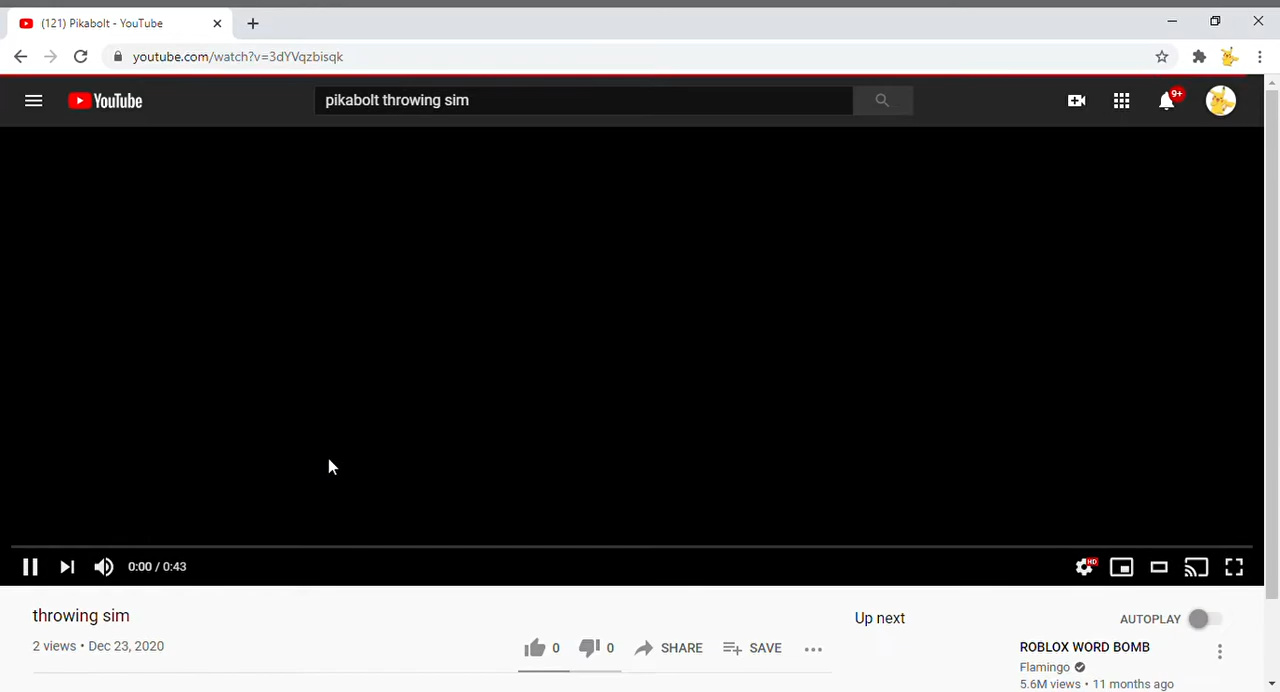 (121) Pikabolt - YouTube
youtube.com/watch?v=3dYVqzbisqk
YouTube
pikabolt throwing sim
9+
0:00 / 0:43
HD
throwing sim
2 views • Dec 23, 2020
0
0
SHARE
SAVE
Up next
AUTOPLAY
ROBLOX WORD BOMB
Flamingo
5.6M views • 11 months ago